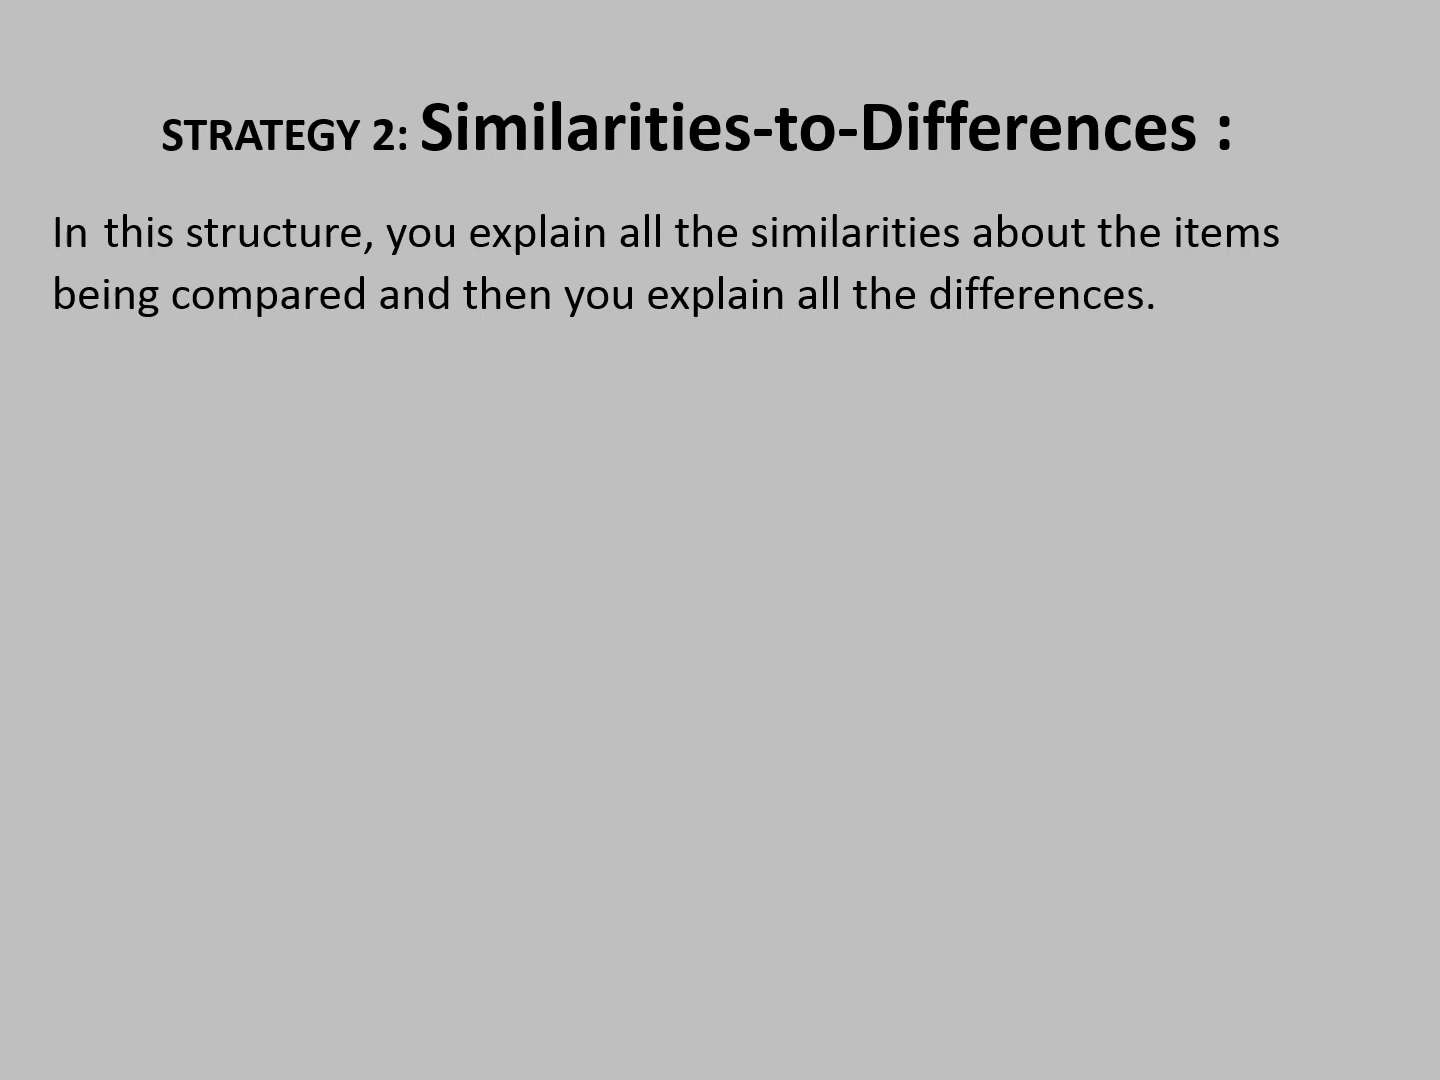 STRATEGY 2: Similarities-to-Differences :
In this structure, you explain all the similarities about the items
being compared and then you explain all the differences.